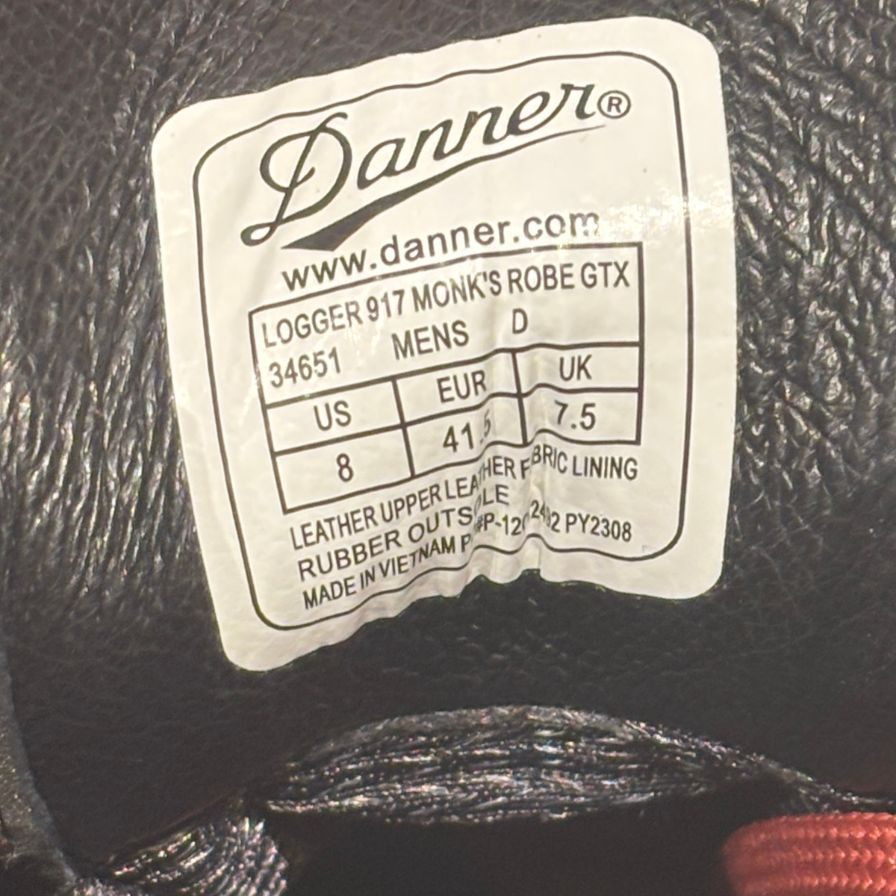 Danner®
www.danner.com
LOGGER 917 MONK'S ROBE GTX
34651 MENS D
US EUR UK
8 41.5 7.5
LEATHER UPPER LEATHER FABRIC LINING
RUBBER OUTSOLE
MADE IN VIETNAM PY2308